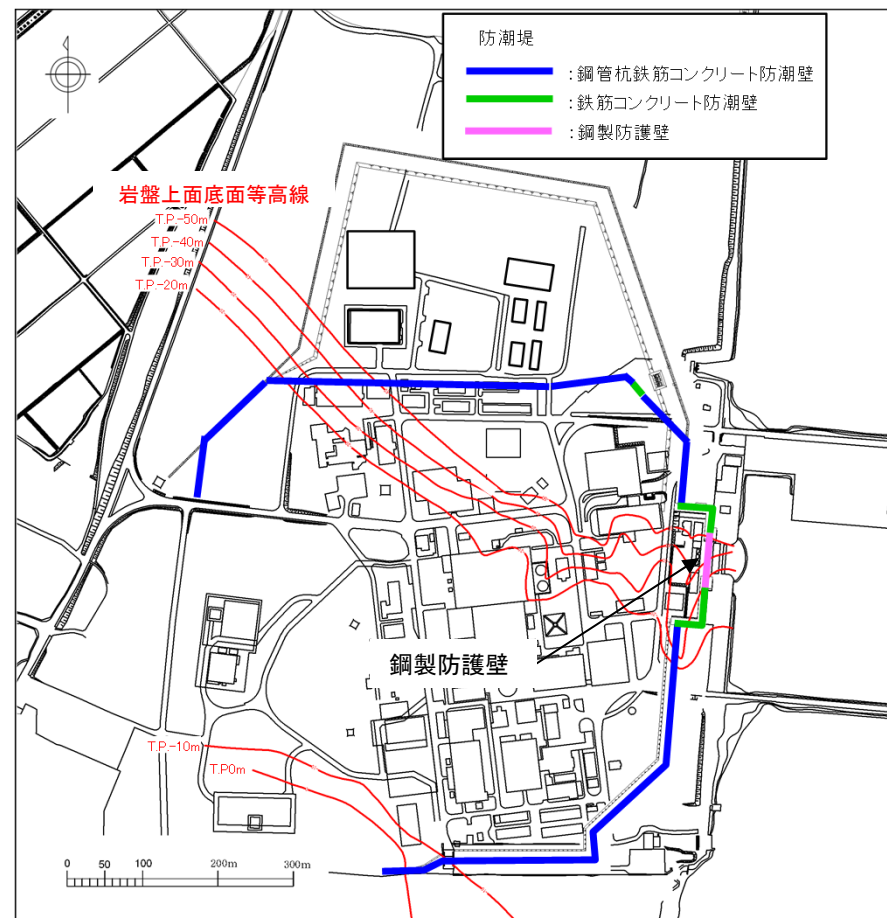 防潮堤
:鋼管杭鉄筋コンクリート防潮壁
:鉄筋コンクリート防潮壁
:鋼製防護壁
岩盤上面底面等高線
T.P.-50m
T.P.-40m
T.P.-30m
T.P.-20m
鋼製防護壁
T.P.-10m
T.P0m
0 50 100 200m 300m